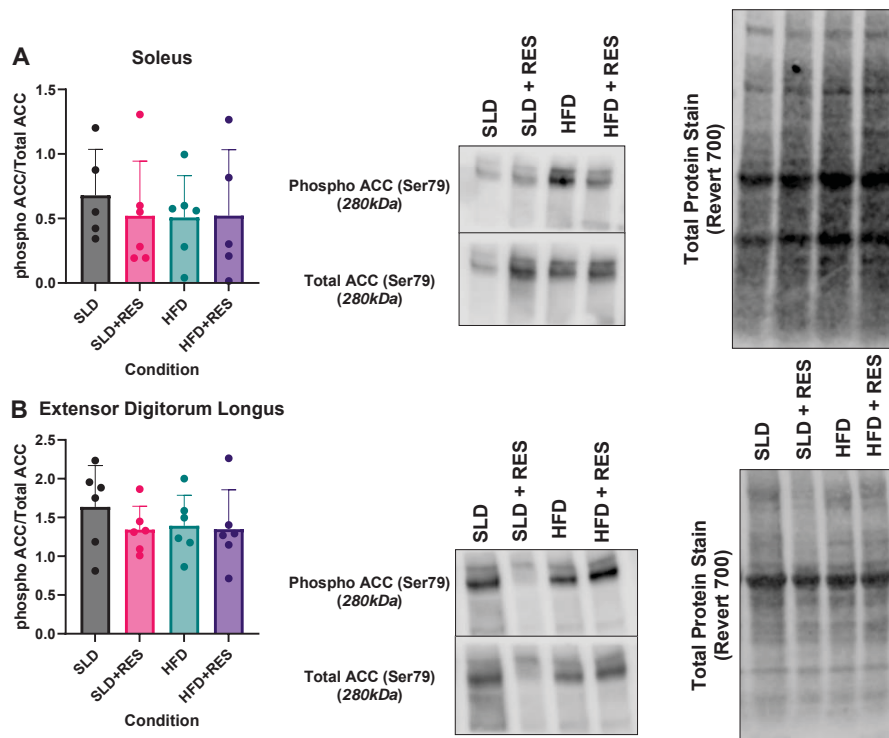 A
Soleus
phospho ACC/Total ACC
1.5
1.0
0.5
0.0
SLD
SLD+RES
HFD
HFD+RES
Condition
SLD
SLD + RES
HFD
HFD + RES
Phospho ACC (Ser79)
(280kDa)
Total ACC (Ser79)
(280kDa)
Total Protein Stain
(Revert 700)
B
Extensor Digitorum Longus
phospho ACC/Total ACC
2.5
2.0
1.5
1.0
0.5
0.0
SLD
SLD+RES
HFD
HFD+RES
Condition
SLD
SLD + RES
HFD
HFD + RES
Phospho ACC (Ser79)
(280kDa)
Total ACC (Ser79)
(280kDa)
SLD
SLD + RES
HFD
HFD + RES
Total Protein Stain
(Revert 700)